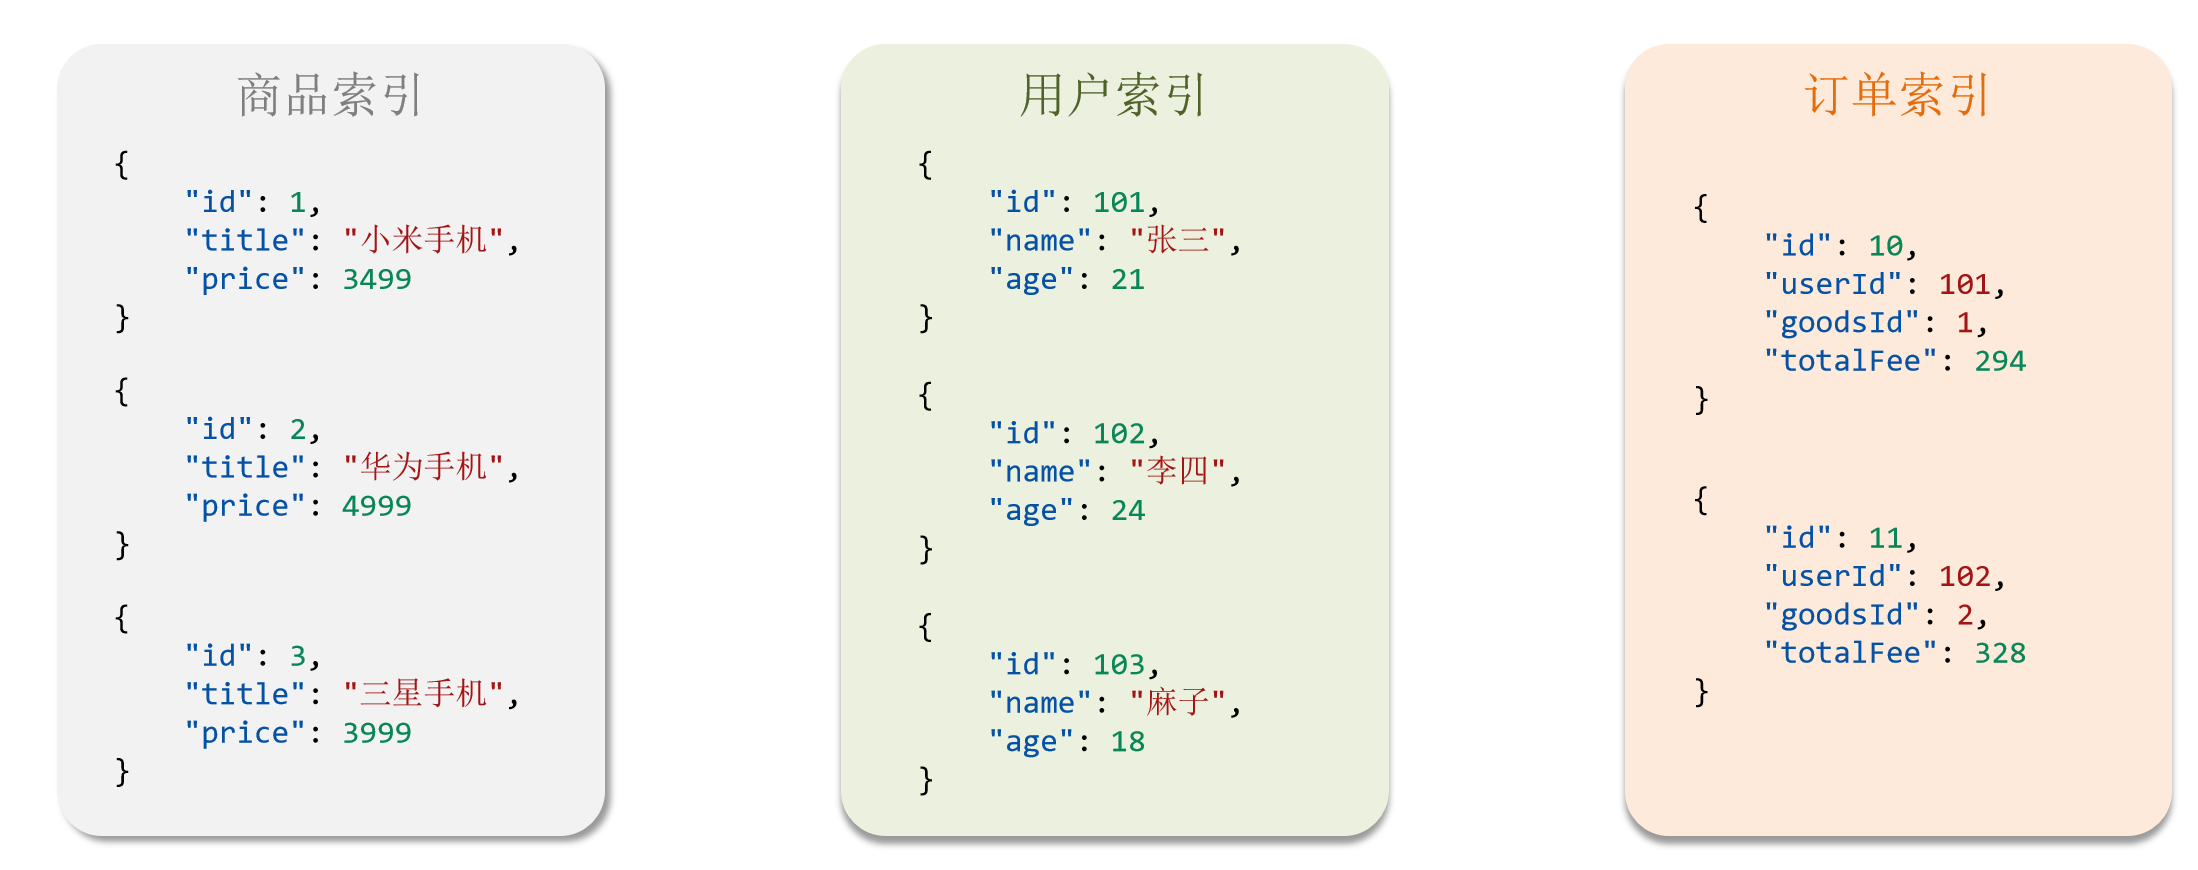 商品索引
{
"id": 1,
"title": "小米手机",
"price": 3499
}
{
"id": 2,
"title": "华为手机",
"price": 4999
}
{
"id": 3,
"title": "三星手机",
"price": 3999
}
用户索引
{
"id": 101,
"name": "张三",
"age": 21
}
{
"id": 102,
"name": "李四",
"age": 24
}
{
"id": 103,
"name": "麻子",
"age": 18
}
订单索引
{
"id": 10,
"userId": 101,
"goodsId": 1,
"totalFee": 294
}
{
"id": 11,
"userId": 102,
"goodsId": 2,
"totalFee": 328
}